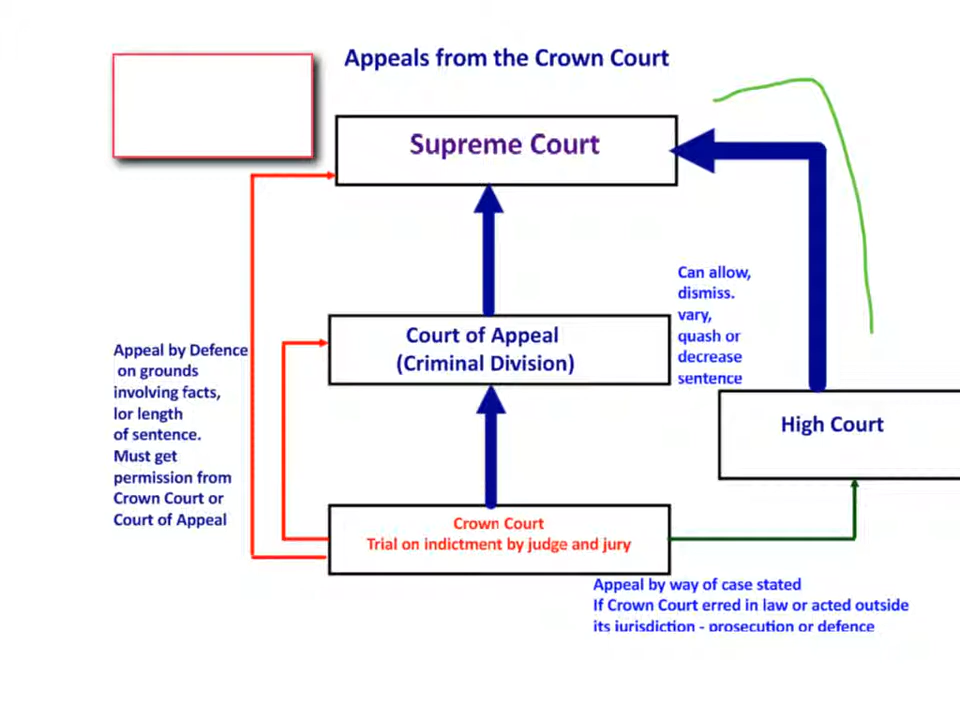 Appeals from the Crown Court
Supreme Court
Can allow,
dismiss.
vary,
quash or
decrease
sentence
Court of Appeal
(Criminal Division)
Appeal by Defence
on grounds
involving facts,
lor length
of sentence.
Must get
permission from
Crown Court or
Court of Appeal
High Court
Crown Court
Trial on indictment by judge and jury
Appeal by way of case stated
If Crown Court erred in law or acted outside
its jurisdiction - prosecution or defence